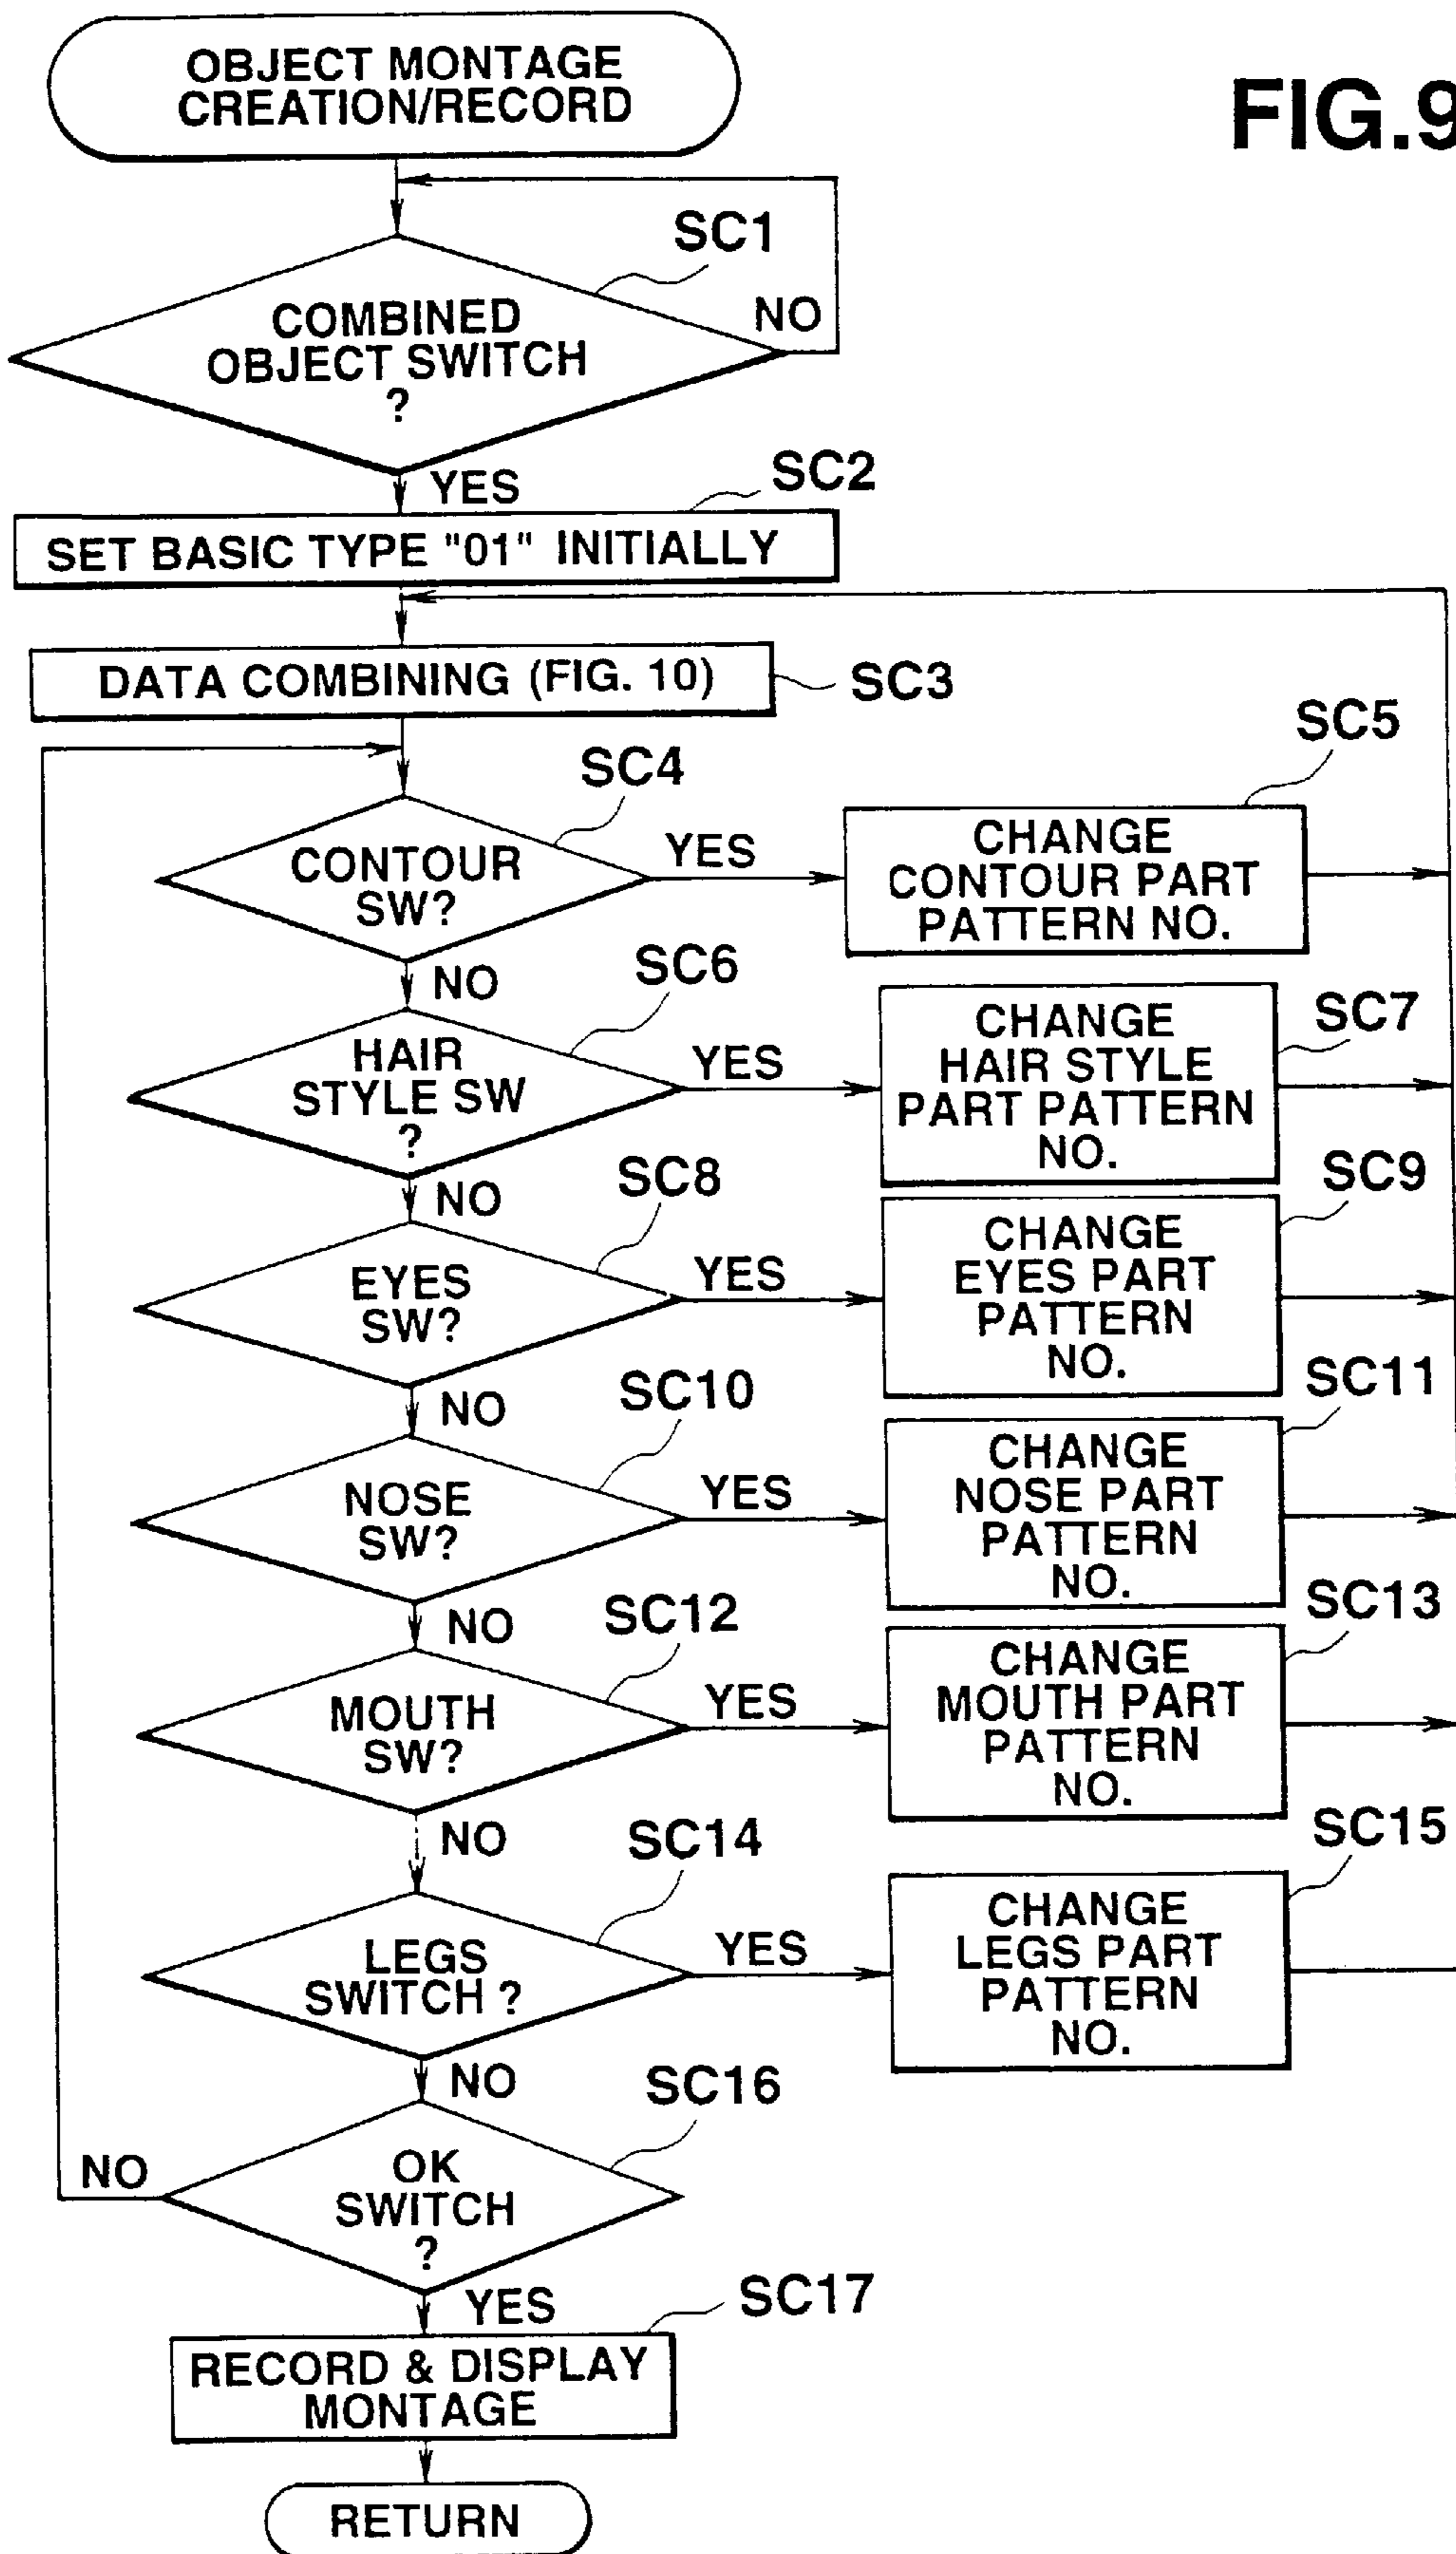 OBJECT MONTAGE
CREATION/RECORD
FIG.9
SC1
COMBINED
OBJECT SWITCH
?
NO
YES
SC2
SET BASIC TYPE "01" INITIALLY
DATA COMBINING (FIG. 10)
SC3
SC4
CONTOUR
SW?
YES
SC5
CHANGE
CONTOUR PART
PATTERN NO.
NO
SC6
HAIR
STYLE SW
?
YES
SC7
CHANGE
HAIR STYLE
PART PATTERN
NO.
NO
SC8
EYES
SW?
YES
SC9
CHANGE
EYES PART
PATTERN
NO.
NO
SC10
NOSE
SW?
YES
SC11
CHANGE
NOSE PART
PATTERN
NO.
NO
SC12
MOUTH
SW?
YES
SC13
CHANGE
MOUTH PART
PATTERN
NO.
NO
SC14
LEGS
SWITCH ?
YES
SC15
CHANGE
LEGS PART
PATTERN
NO.
NO
SC16
OK
SWITCH
?
NO
YES
SC17
RECORD & DISPLAY
MONTAGE
RETURN